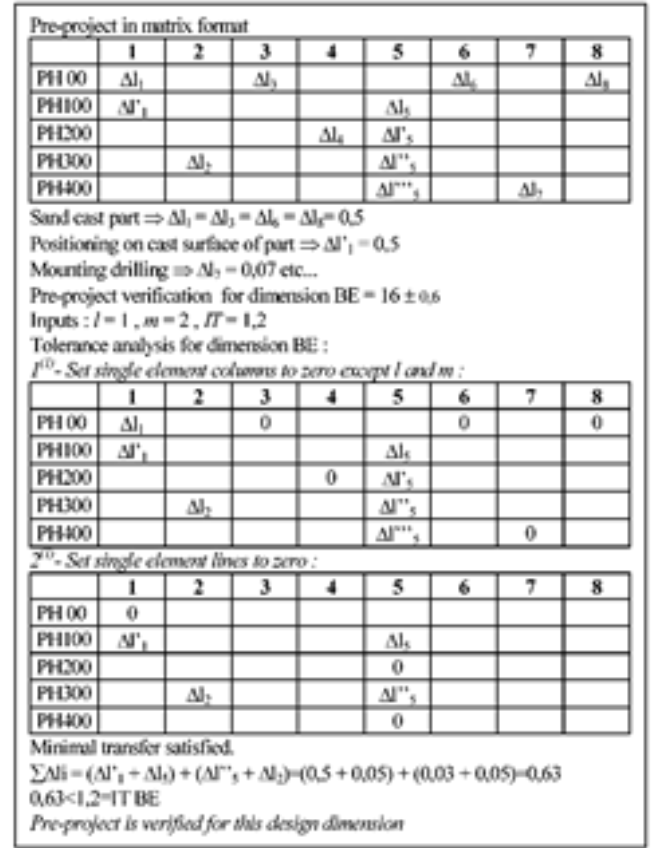 Pre-project in matrix format
1 2 3 4 5 6 7 8
PH 00 Δl₁ Δl₃ Δl₆ Δl₈
PH100 Δl'₁ Δl₅
PH200 Δl₄ Δl'₅
PH300 Δl₂ Δl''₅
PH400 Δl'''₅ Δl₇
Sand cast part ⇒ Δl₁ = Δl₃ = Δl₆ = Δl₈= 0,5
Positioning on cast surface of part ⇒ Δl'₁ = 0,5
Mounting drilling ⇒ Δl₇ = 0,07 etc...
Pre-project verification for dimension BE = 16 ± 0,6
Inputs : l = 1 , m = 2 , IT = 1,2
Tolerance analysis for dimension BE :
1⁽¹⁾- Set single element columns to zero except l and m :
1 2 3 4 5 6 7 8
PH 00 Δl₁ 0 0 0
PH100 Δl'₁ Δl₅
PH200 0 Δl'₅
PH300 Δl₂ Δl''₅
PH400 Δl'''₅ 0
2⁽¹⁾- Set single element lines to zero :
1 2 3 4 5 6 7 8
PH 00 0
PH100 Δl'₁ Δl₅
PH200 0
PH300 Δl₂ Δl''₅
PH400 0
Minimal transfer satisfied.
∑Δli = (Δl'₁ + Δl₅) + (Δl''₅ + Δl₂)=(0,5 + 0,05) + (0,03 + 0,05)=0,63
0,63<1,2=IT BE
Pre-project is verified for this design dimension